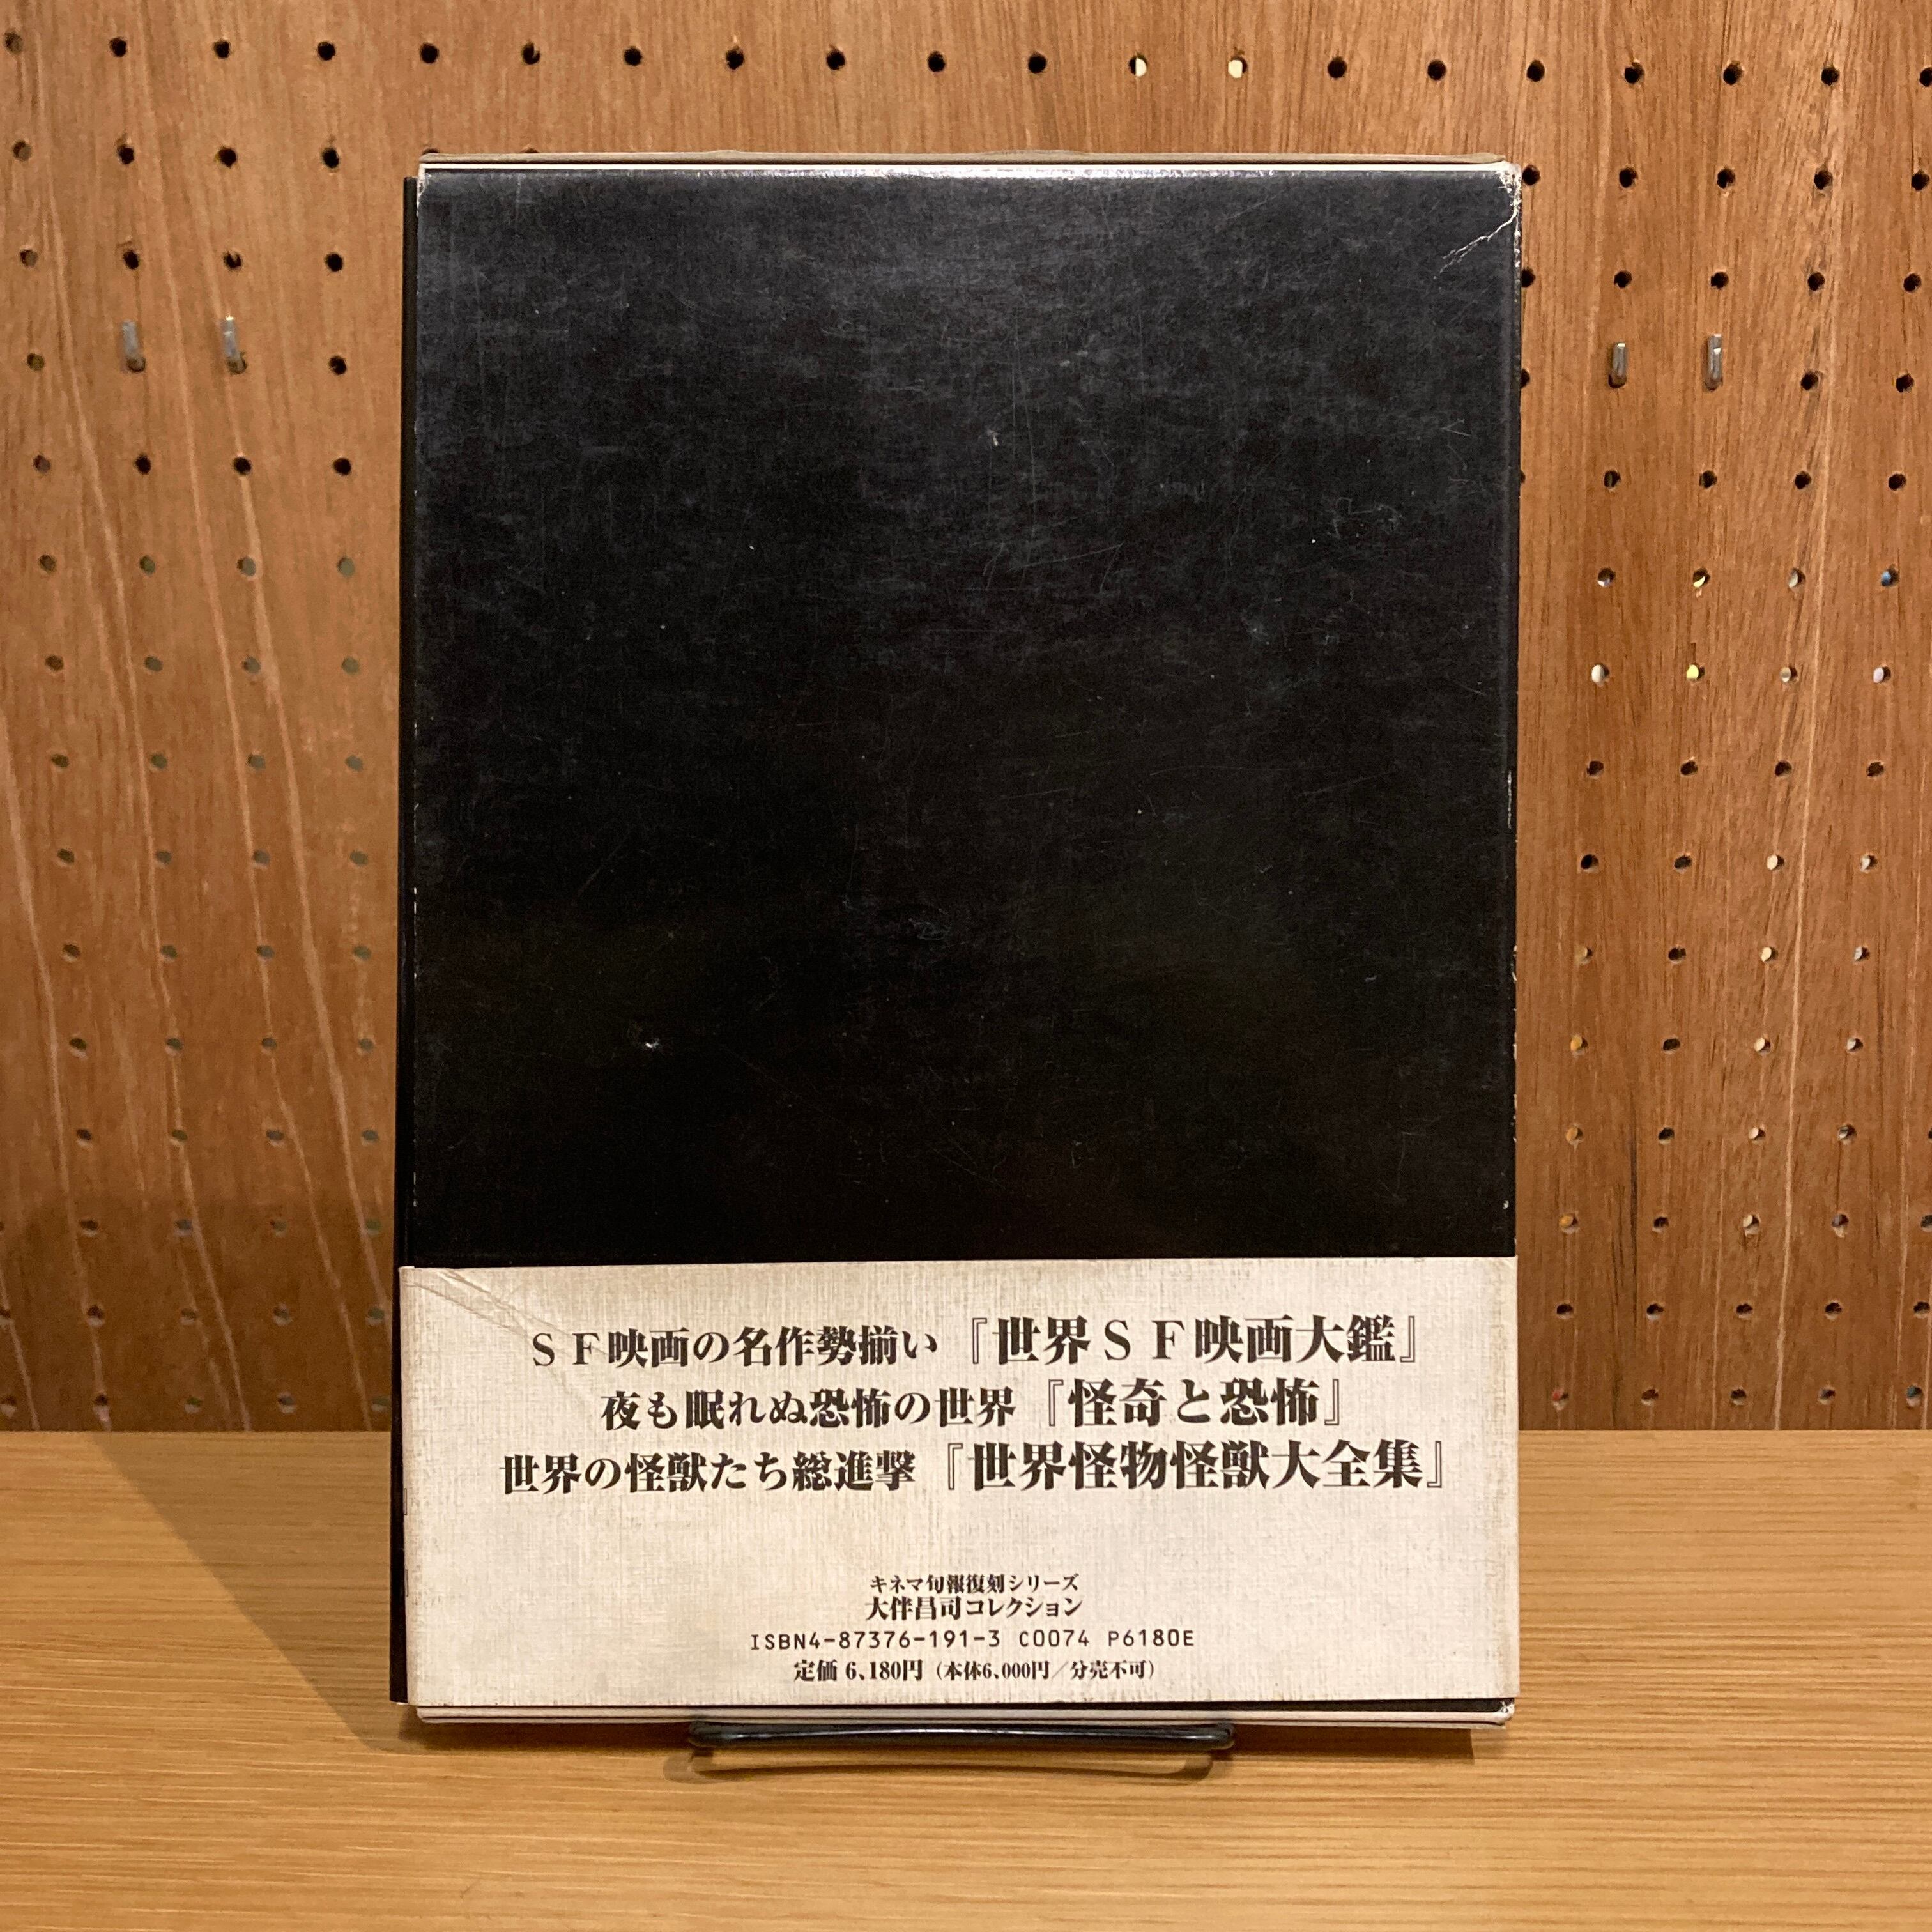 ＳＦ映画の名作勢揃い『世界ＳＦ映画大鑑』
夜も眠れぬ恐怖の世界『怪奇と恐怖』
世界の怪獣たち総進撃『世界怪物怪獣大全集』
キネマ旬報復刻シリーズ
大伴昌司コレクション
ISBN4-87376-191-3 C0074 P6180E
定価 6,180円（本体6,000円／分売不可）